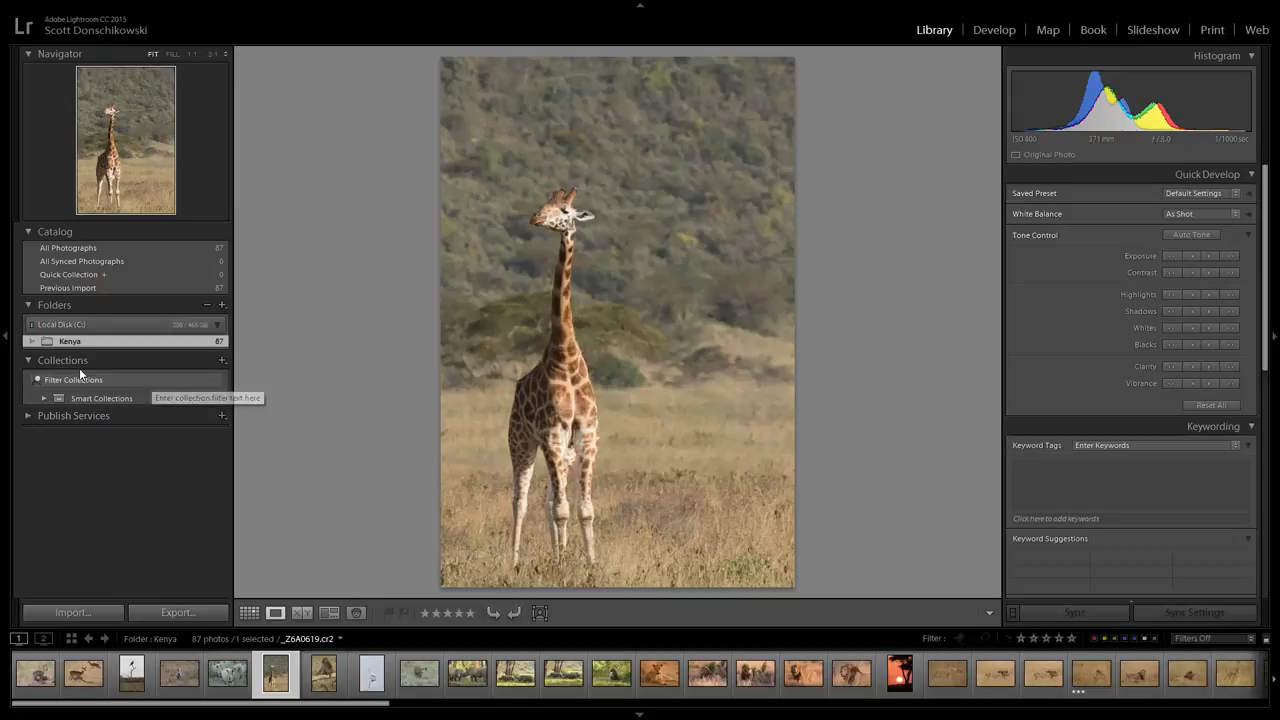 Lr
Adobe Lightroom CC 2015
Scott Donschikowski
Library | Develop | Map | Book | Slideshow | Print | Web
Navigator FIT FILL 1:1 3:1
Catalog
All Photographs 87
All Synced Photographs 0
Quick Collection + 0
Previous Import 87
Folders
Local Disk (C:)
Kenya 87
Collections
Filter Collections
Smart Collections
Enter collection filter text here
Publish Services
Import... Export...
Histogram
ISO 400 371 mm ƒ / 8.0 1/1000 sec
Original Photo
Quick Develop
Saved Preset Default Settings
White Balance As Shot
Tone Control Auto Tone
Exposure
Contrast
Highlights
Shadows
Whites
Blacks
Clarity
Vibrance
Reset All
Keywording
Keyword Tags Enter Keywords
Click here to add keywords
Keyword Suggestions
Sync Sync Settings
1 2 Folder : Kenya 87 photos / 1 selected / _Z6A0619.cr2 Filter : Filters Off